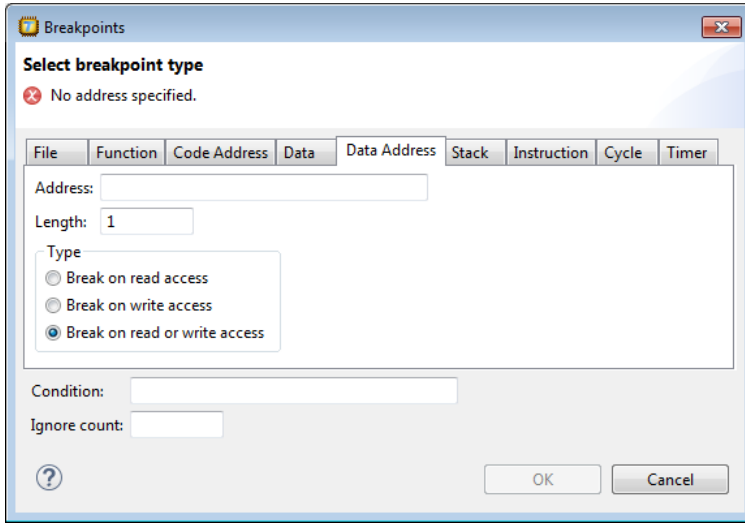 Breakpoints
Select breakpoint type
No address specified.
File Function Code Address Data Data Address Stack Instruction Cycle Timer
Address:
Length: 1
Type
Break on read access
Break on write access
Break on read or write access
Condition:
Ignore count:
? OK Cancel